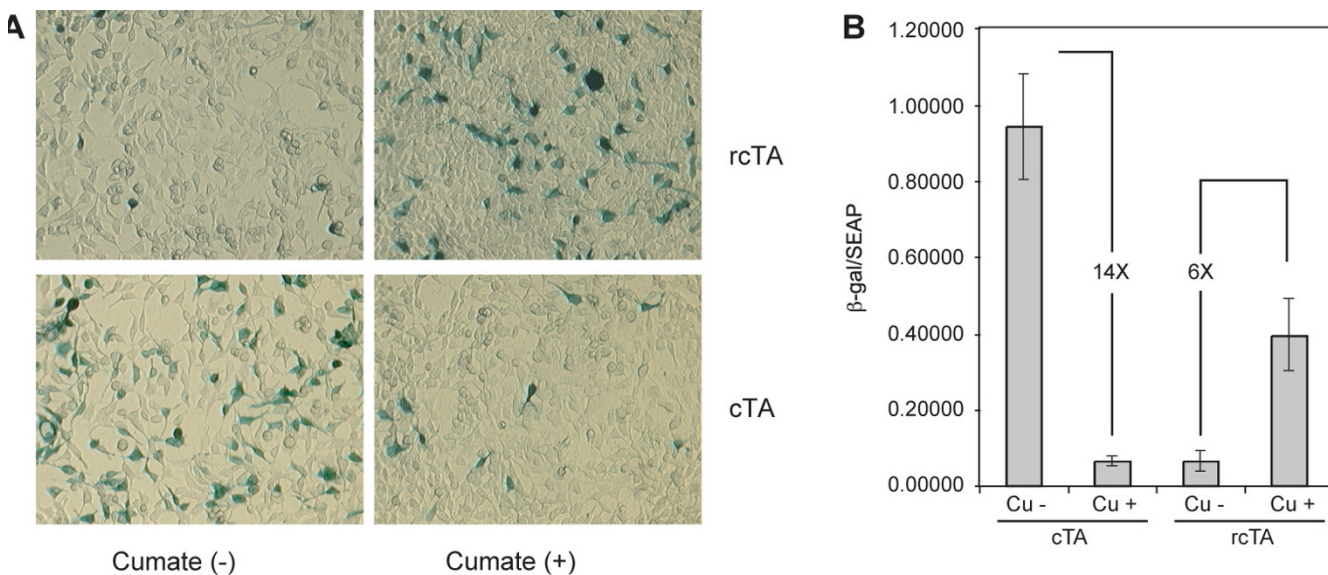 A
rcTA
cTA
Cumate (-)
Cumate (+)
B
β-gal/SEAP
1.20000
1.00000
0.80000
0.60000
0.40000
0.20000
0.00000
14X
6X
Cu -
Cu +
Cu -
Cu +
cTA
rcTA